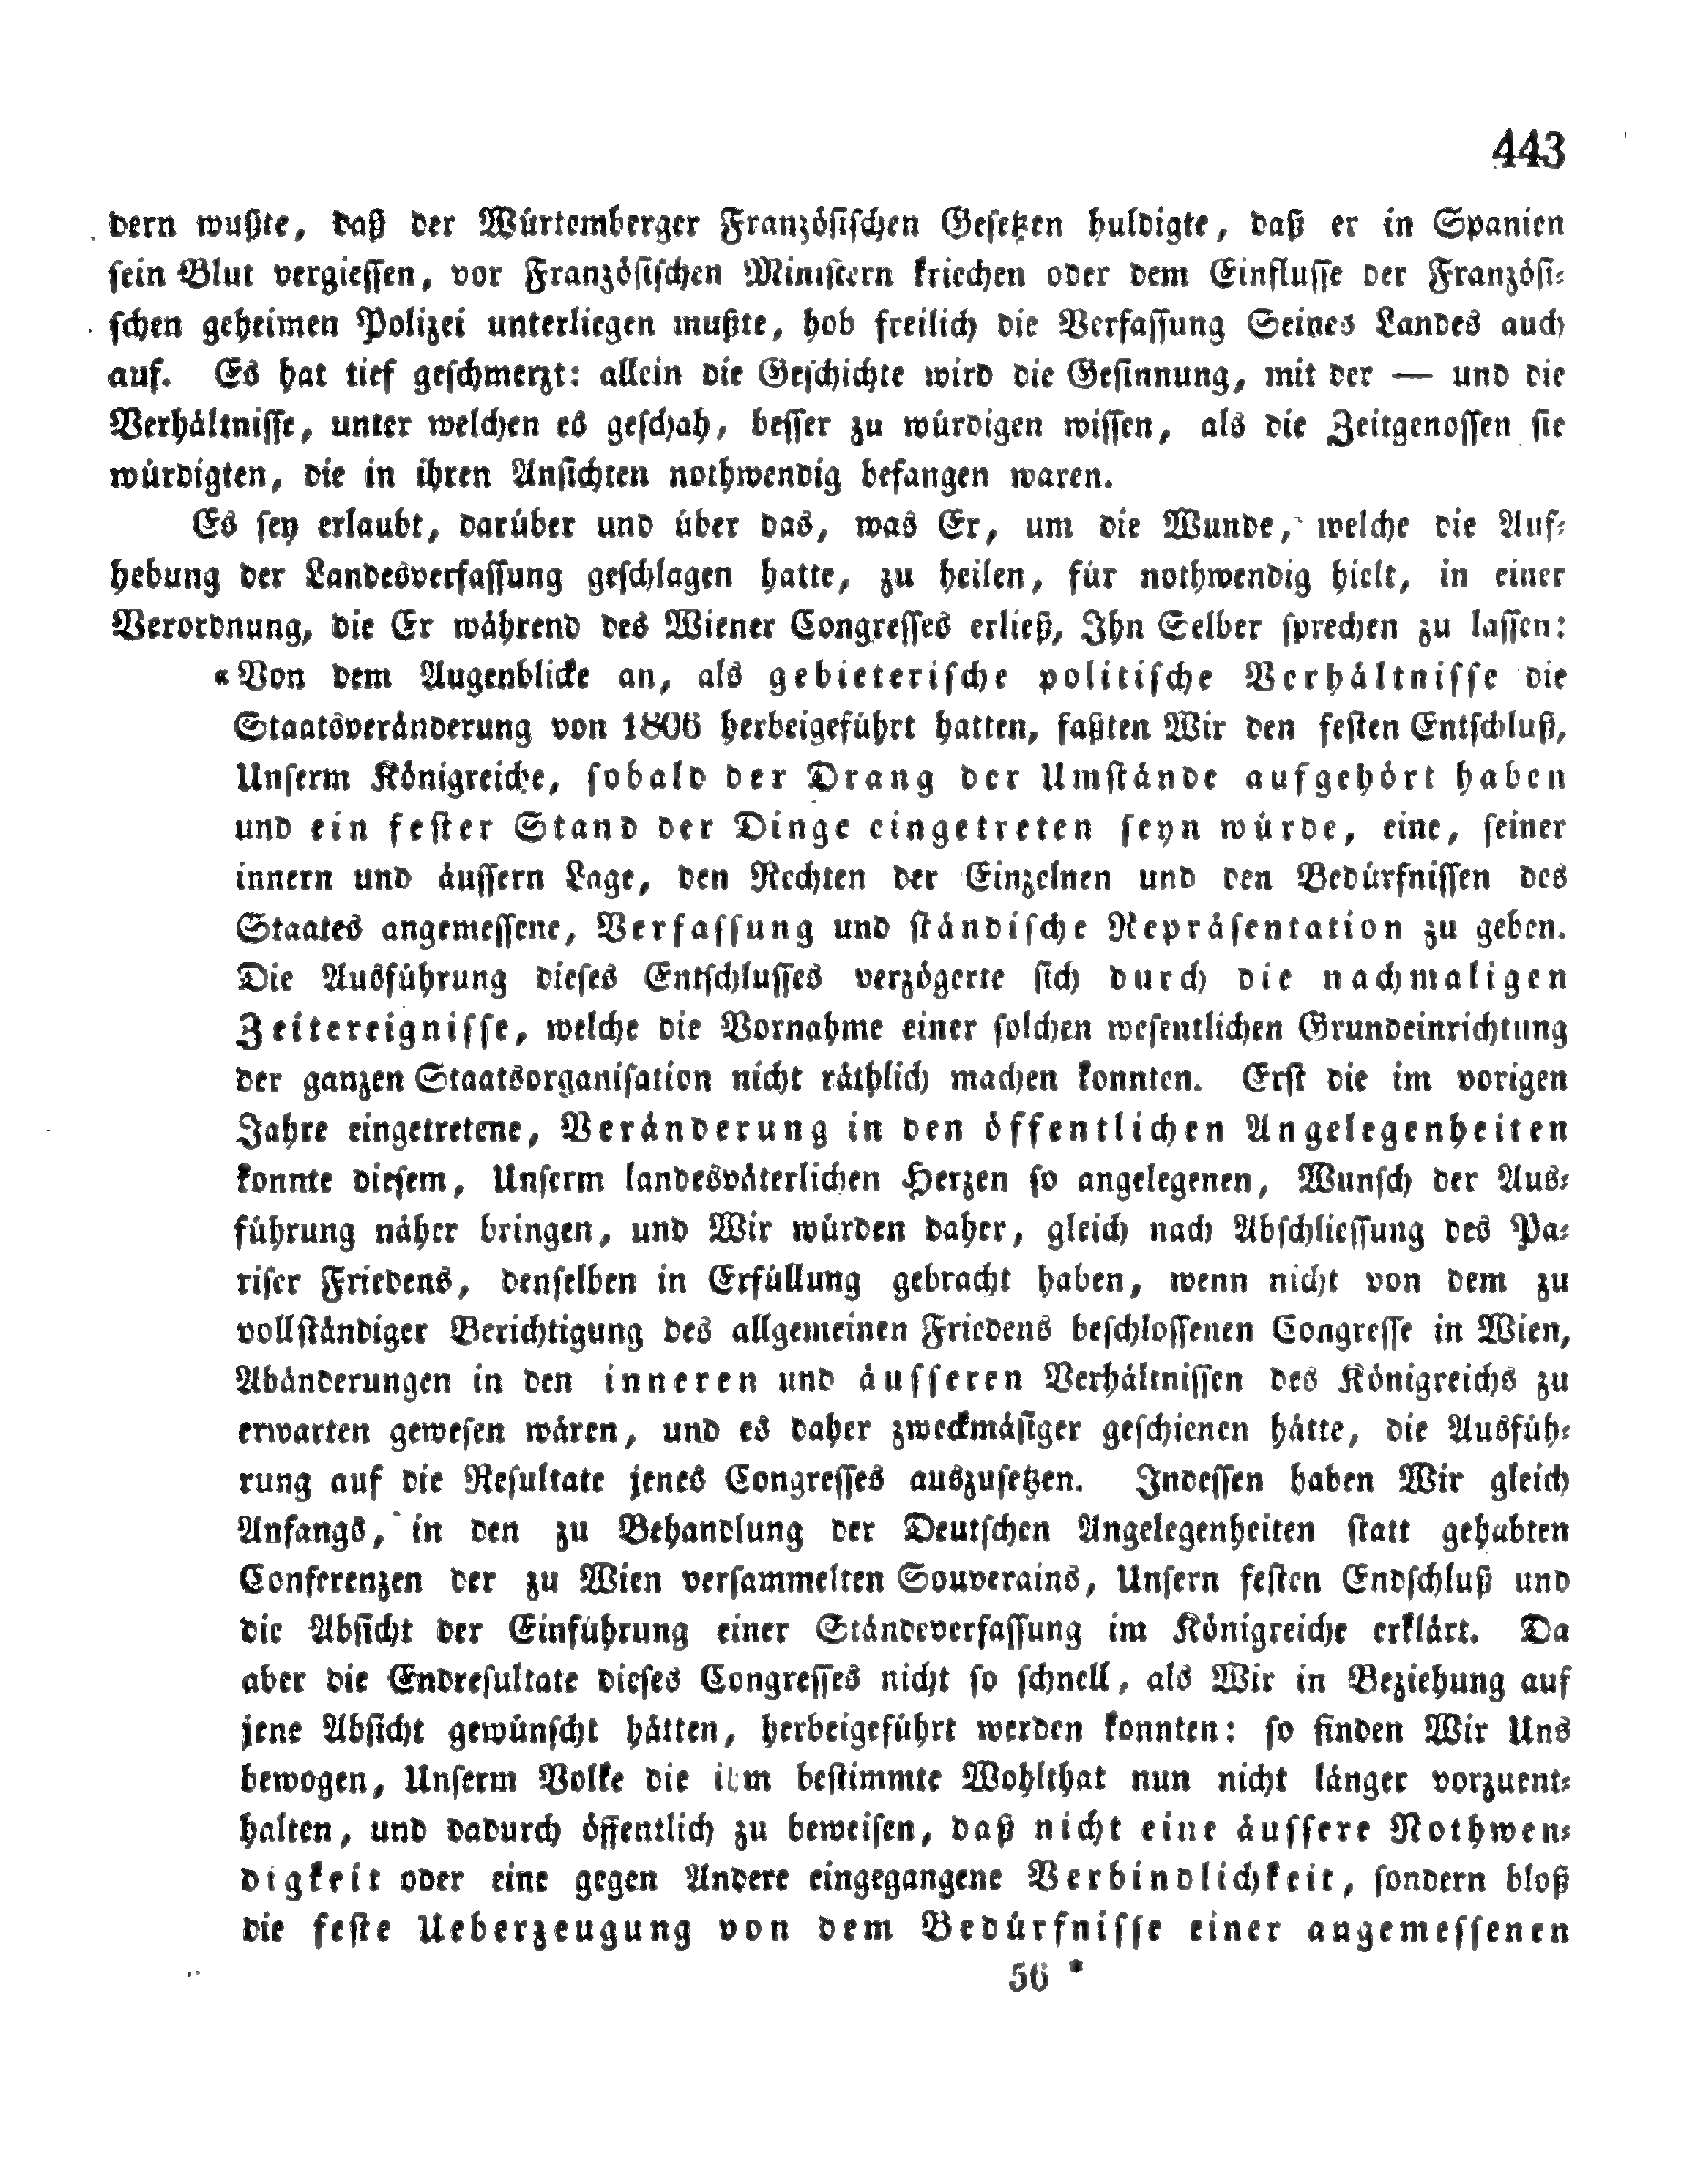 443
dern wußte, daß der Würtemberger Französischen Gesetzen huldigte, daß er in Spanien
sein Blut vergiessen, vor Französischen Ministern kriechen oder dem Einflusse der Französi-
schen geheimen Polizei unterliegen mußte, hob freilich die Verfassung Seines Landes auch
auf. Es hat tief geschmerzt: allein die Geschichte wird die Gesinnung, mit der — und die
Verhältnisse, unter welchen es geschah, besser zu würdigen wissen, als die Zeitgenossen sie
würdigten, die in ihren Ansichten nothwendig befangen waren.
Es sey erlaubt, darüber und über das, was Er, um die Wunde, welche die Auf-
hebung der Landesverfassung geschlagen hatte, zu heilen, für nothwendig hielt, in einer
Verordnung, die Er während des Wiener Congresses erließ, Ihn Selber sprechen zu lassen:
«Von dem Augenblicke an, als gebieterische politische Verhältnisse die
Staatsveränderung von 1806 herbeigeführt hatten, faßten Wir den festen Entschluß,
Unserm Königreiche, sobald der Drang der Umstände aufgehört haben
und ein fester Stand der Dinge eingetreten seyn würde, eine, seiner
innern und äussern Lage, den Rechten der Einzelnen und den Bedürfnissen des
Staates angemessene, Verfassung und ständische Repräsentation zu geben.
Die Ausführung dieses Entschlusses verzögerte sich durch die nachmaligen
Zeitereignisse, welche die Vornahme einer solchen wesentlichen Grundeinrichtung
der ganzen Staatsorganisation nicht räthlich machen konnten. Erst die im vorigen
Jahre eingetretene, Veränderung in den öffentlichen Angelegenheiten
konnte diesem, Unserm landesväterlichen Herzen so angelegenen, Wunsch der Aus-
führung näher bringen, und Wir würden daher, gleich nach Abschliessung des Pa-
riser Friedens, denselben in Erfüllung gebracht haben, wenn nicht von dem zu
vollständiger Berichtigung des allgemeinen Friedens beschlossenen Congresse in Wien,
Abänderungen in den inneren und äusseren Verhältnissen des Königreichs zu
erwarten gewesen wären, und es daher zweckmäsiger geschienen hätte, die Ausfüh-
rung auf die Resultate jenes Congresses auszusetzen. Indessen haben Wir gleich
Anfangs, in den zu Behandlung der Deutschen Angelegenheiten statt gehabten
Conferenzen der zu Wien versammelten Souverains, Unsern festen Endschluß und
die Absicht der Einführung einer Ständeverfassung im Königreiche erklärt. Da
aber die Endresultate dieses Congresses nicht so schnell, als Wir in Beziehung auf
jene Absicht gewünscht hätten, herbeigeführt werden konnten: so finden Wir Uns
bewogen, Unserm Volke die ihm bestimmte Wohlthat nun nicht länger vorzuent-
halten, und dadurch öffentlich zu beweisen, daß nicht eine äussere Nothwen-
digkeit oder eine gegen Andere eingegangene Verbindlichkeit, sondern bloß
die feste Ueberzeugung von dem Bedürfnisse einer angemessenen
56 *